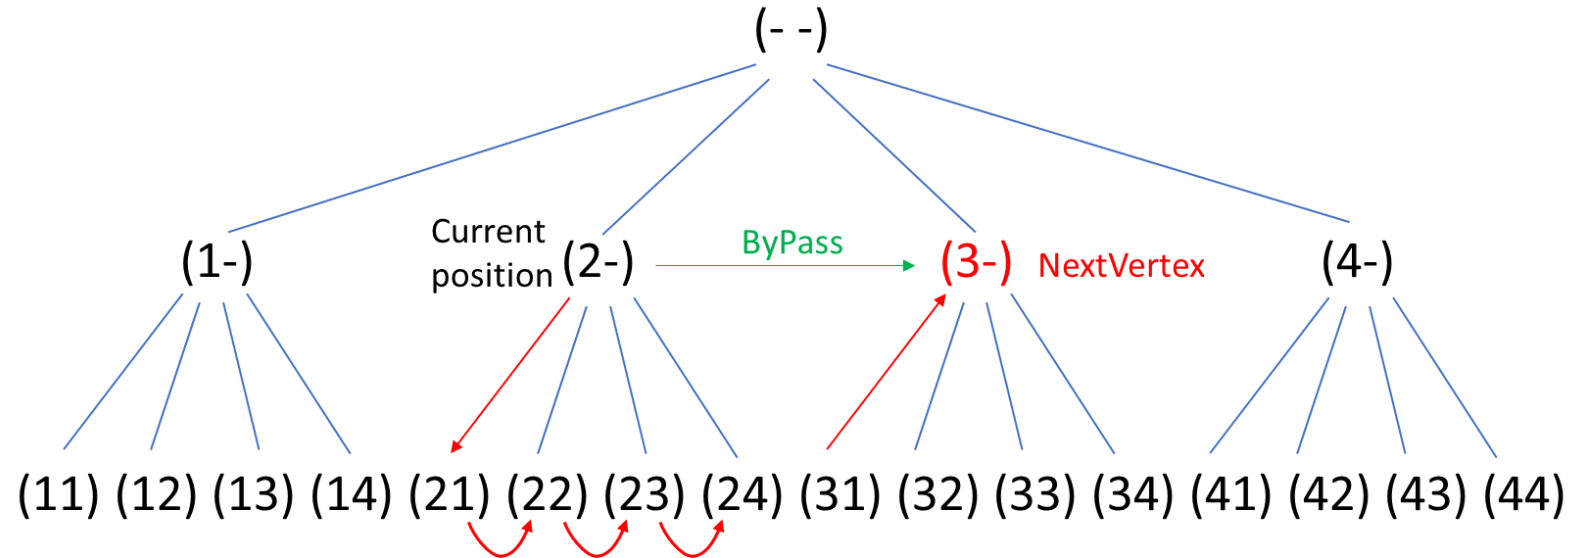 (- -)
(1-)
Current
position
(2-)
ByPass
(3-)
NextVertex
(4-)
(11) (12) (13) (14) (21) (22) (23) (24) (31) (32) (33) (34) (41) (42) (43) (44)